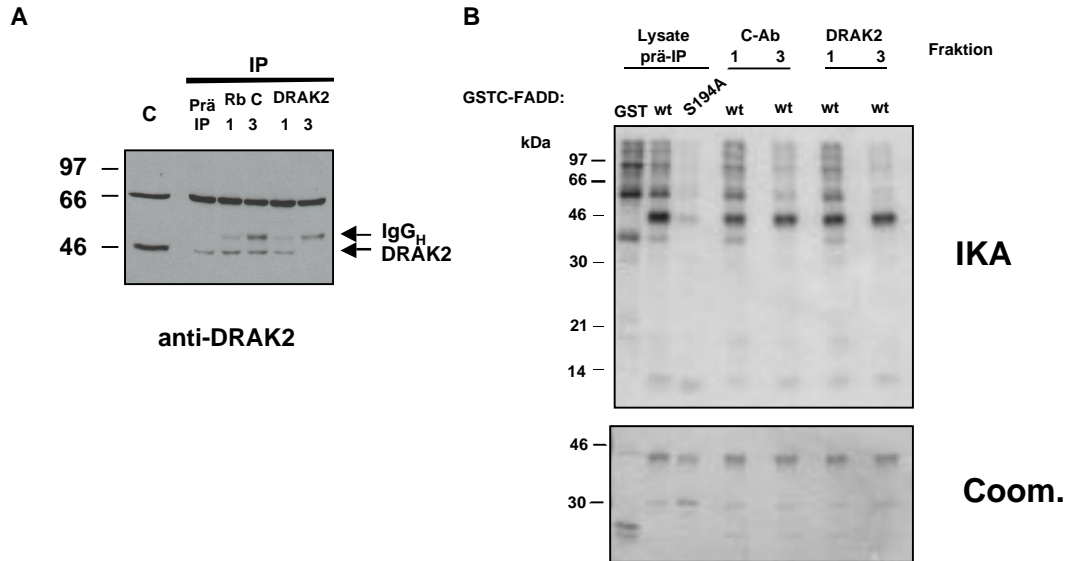 A
IP
C
Prä IP
Rb C
DRAK2
1 3 1 3
97
66
46
IgGH
DRAK2
anti-DRAK2
B
Lysate prä-IP
C-Ab
DRAK2
1 3 1 3
Fraktion
GSTC-FADD:
GST wt S194A wt wt wt wt
kDa
97
66
46
30
21
14
IKA
46
30
Coom.